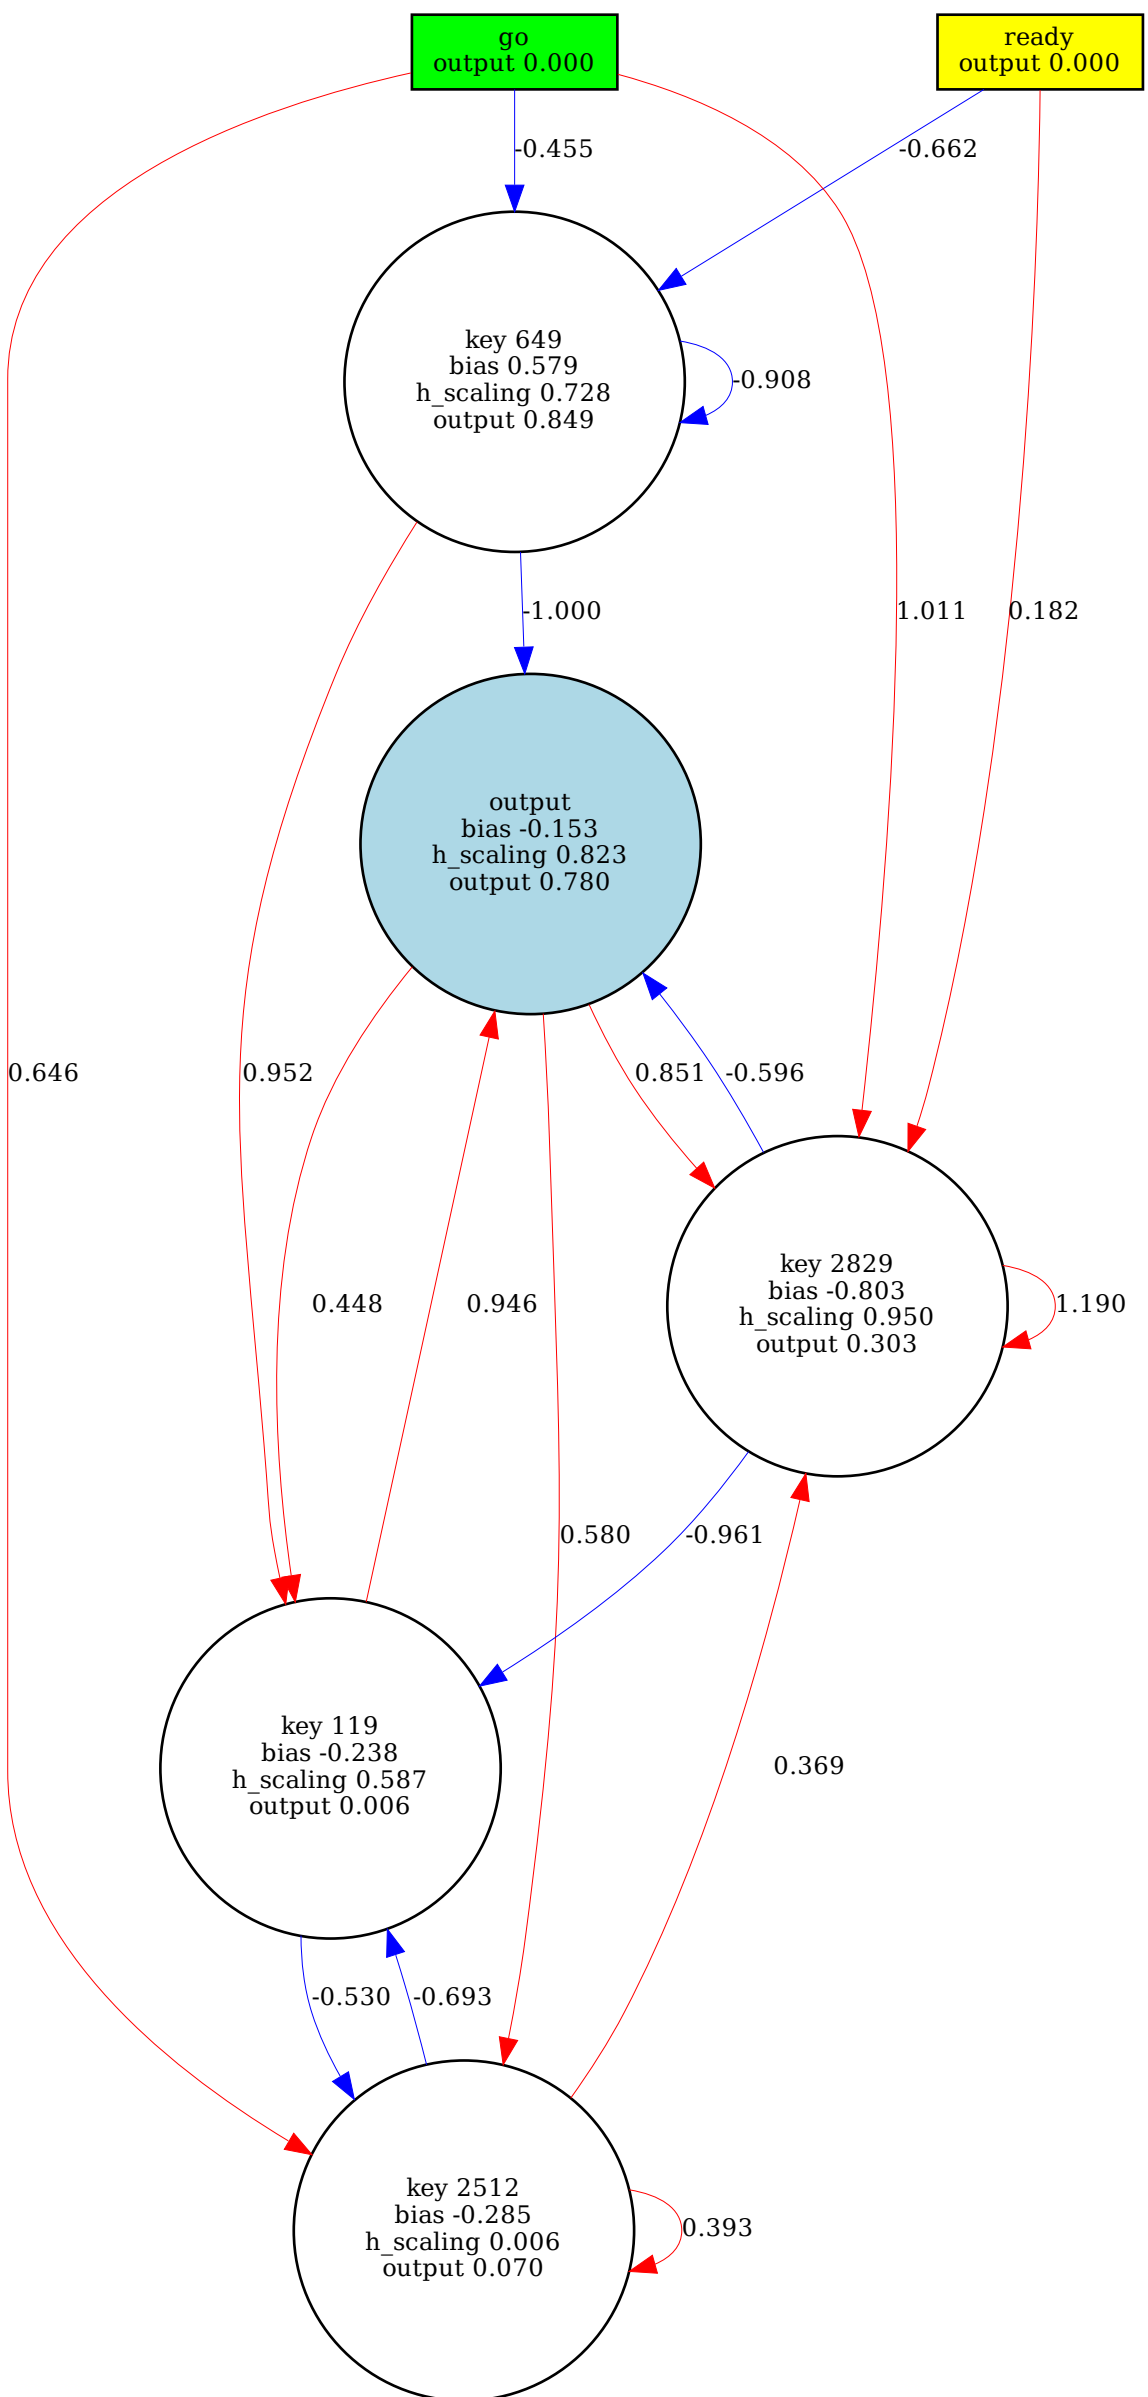 go
output 0.000
ready
output 0.000
-0.455
-0.662
key 649
bias 0.579
h_scaling 0.728
output 0.849
-0.908
-1.000
1.011
0.182
output
bias -0.153
h_scaling 0.823
output 0.780
0.646
0.952
0.851
-0.596
key 2829
bias -0.803
h_scaling 0.950
output 0.303
0.448
0.946
1.190
0.580
-0.961
key 119
bias -0.238
h_scaling 0.587
output 0.006
0.369
-0.530
-0.693
key 2512
bias -0.285
h_scaling 0.006
output 0.070
0.393